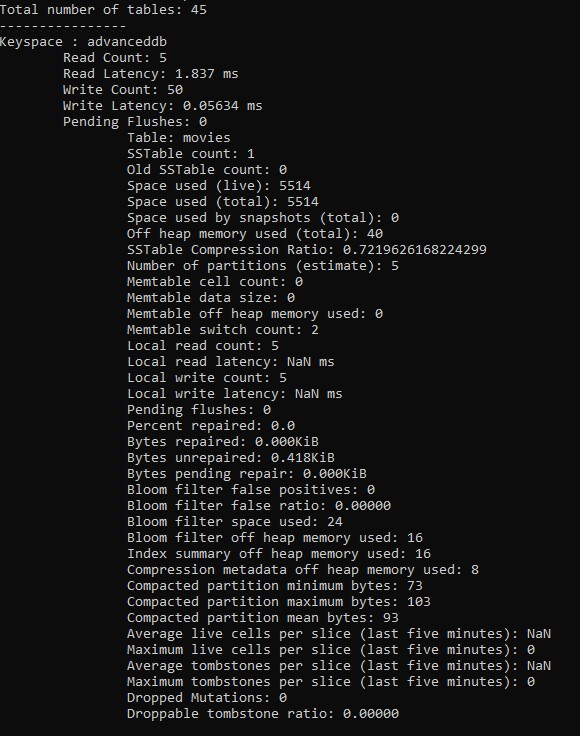 Total number of tables: 45
----------------
Keyspace : advanceddb
Read Count: 5
Read Latency: 1.837 ms
Write Count: 50
Write Latency: 0.05634 ms
Pending Flushes: 0
Table: movies
SSTable count: 1
Old SSTable count: 0
Space used (live): 5514
Space used (total): 5514
Space used by snapshots (total): 0
Off heap memory used (total): 40
SSTable Compression Ratio: 0.7219626168224299
Number of partitions (estimate): 5
Memtable cell count: 0
Memtable data size: 0
Memtable off heap memory used: 0
Memtable switch count: 2
Local read count: 5
Local read latency: NaN ms
Local write count: 5
Local write latency: NaN ms
Pending flushes: 0
Percent repaired: 0.0
Bytes repaired: 0.000KiB
Bytes unrepaired: 0.418KiB
Bytes pending repair: 0.000KiB
Bloom filter false positives: 0
Bloom filter false ratio: 0.00000
Bloom filter space used: 24
Bloom filter off heap memory used: 16
Index summary off heap memory used: 16
Compression metadata off heap memory used: 8
Compacted partition minimum bytes: 73
Compacted partition maximum bytes: 103
Compacted partition mean bytes: 93
Average live cells per slice (last five minutes): NaN
Maximum live cells per slice (last five minutes): 0
Average tombstones per slice (last five minutes): NaN
Maximum tombstones per slice (last five minutes): 0
Dropped Mutations: 0
Droppable tombstone ratio: 0.00000